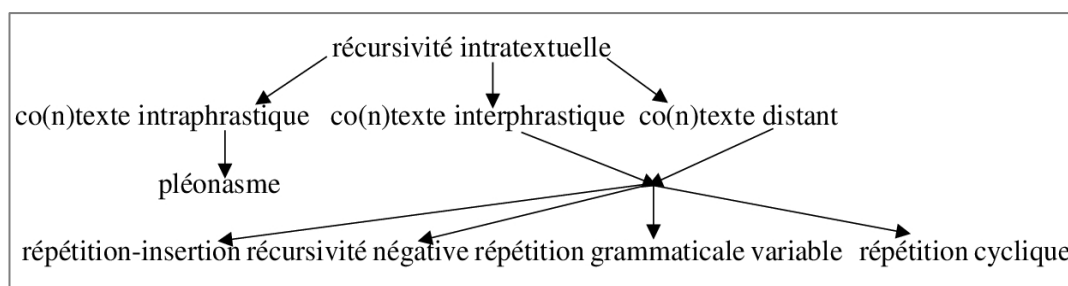 récursivité intratextuelle
co(n)texte intraphrastique co(n)texte interphrastique co(n)texte distant
pléonasme
répétition-insertion récursivité négative répétition grammaticale variable répétition cyclique